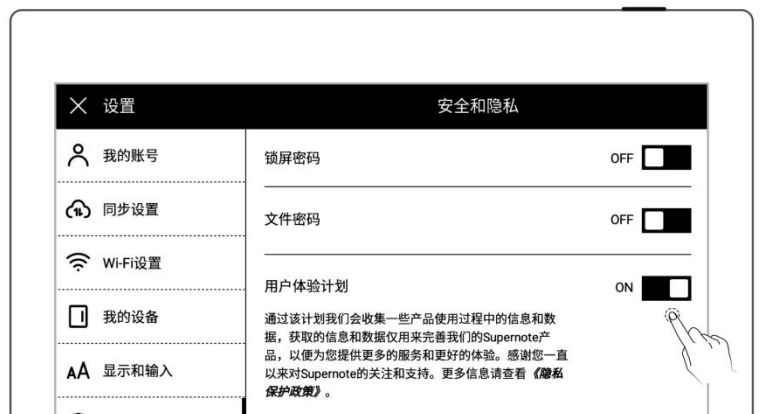 设置
安全和隐私
我的账号
同步设置
Wi-Fi设置
我的设备
显示和输入
锁屏密码
OFF
文件密码
OFF
用户体验计划
ON
通过该计划我们会收集一些产品使用过程中的信息和数
据，获取的信息和数据仅用来完善我们的Supernote产
品，以便为您提供更多的服务和更好的体验。感谢您一直
以来对Supernote的关注和支持。更多信息请查看《隐私
保护政策》。